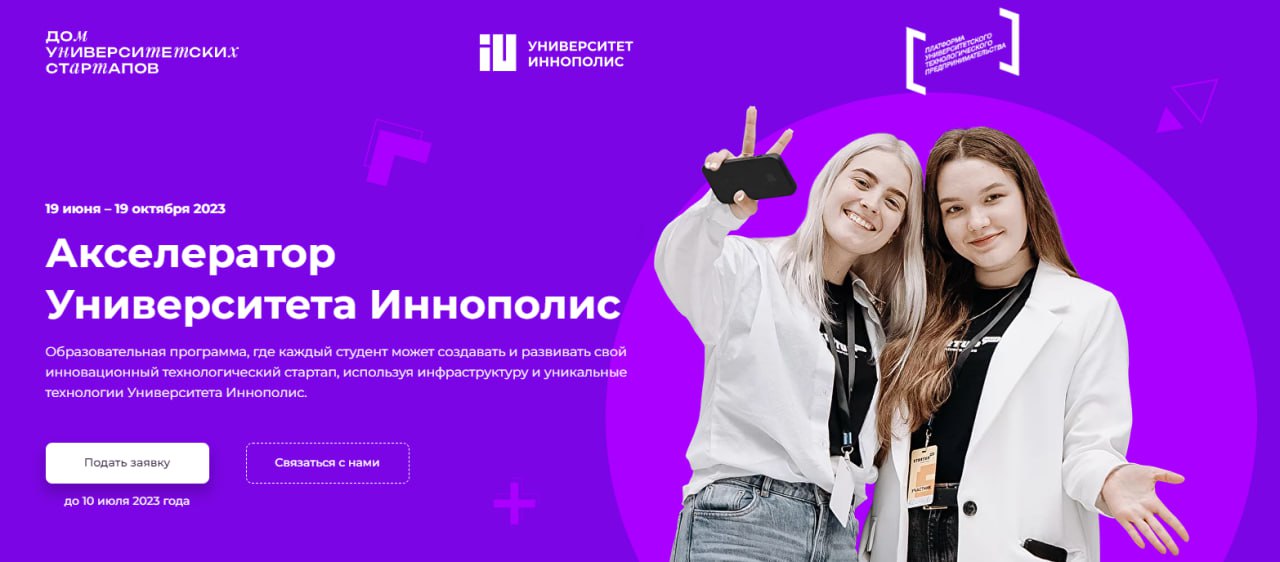 ДОМ
УНИВЕРСИТЕТСКИХ
СТАРТАПОВ
УНИВЕРСИТЕТ
ИННОПОЛИС
ПЛАТФОРМА
УНИВЕРСИТЕТСКОГО
ТЕХНОЛОГИЧЕСКОГО
ПРЕДПРИНИМАТЕЛЬСТВА
19 июня – 19 октября 2023
Акселератор
Университета Иннополис
Образовательная программа, где каждый студент может создавать и развивать свой
инновационный технологический стартап, используя инфраструктуру и уникальные
технологии Университета Иннополис.
Подать заявку
Связаться с нами
до 10 июля 2023 года
УЧАСТНИК